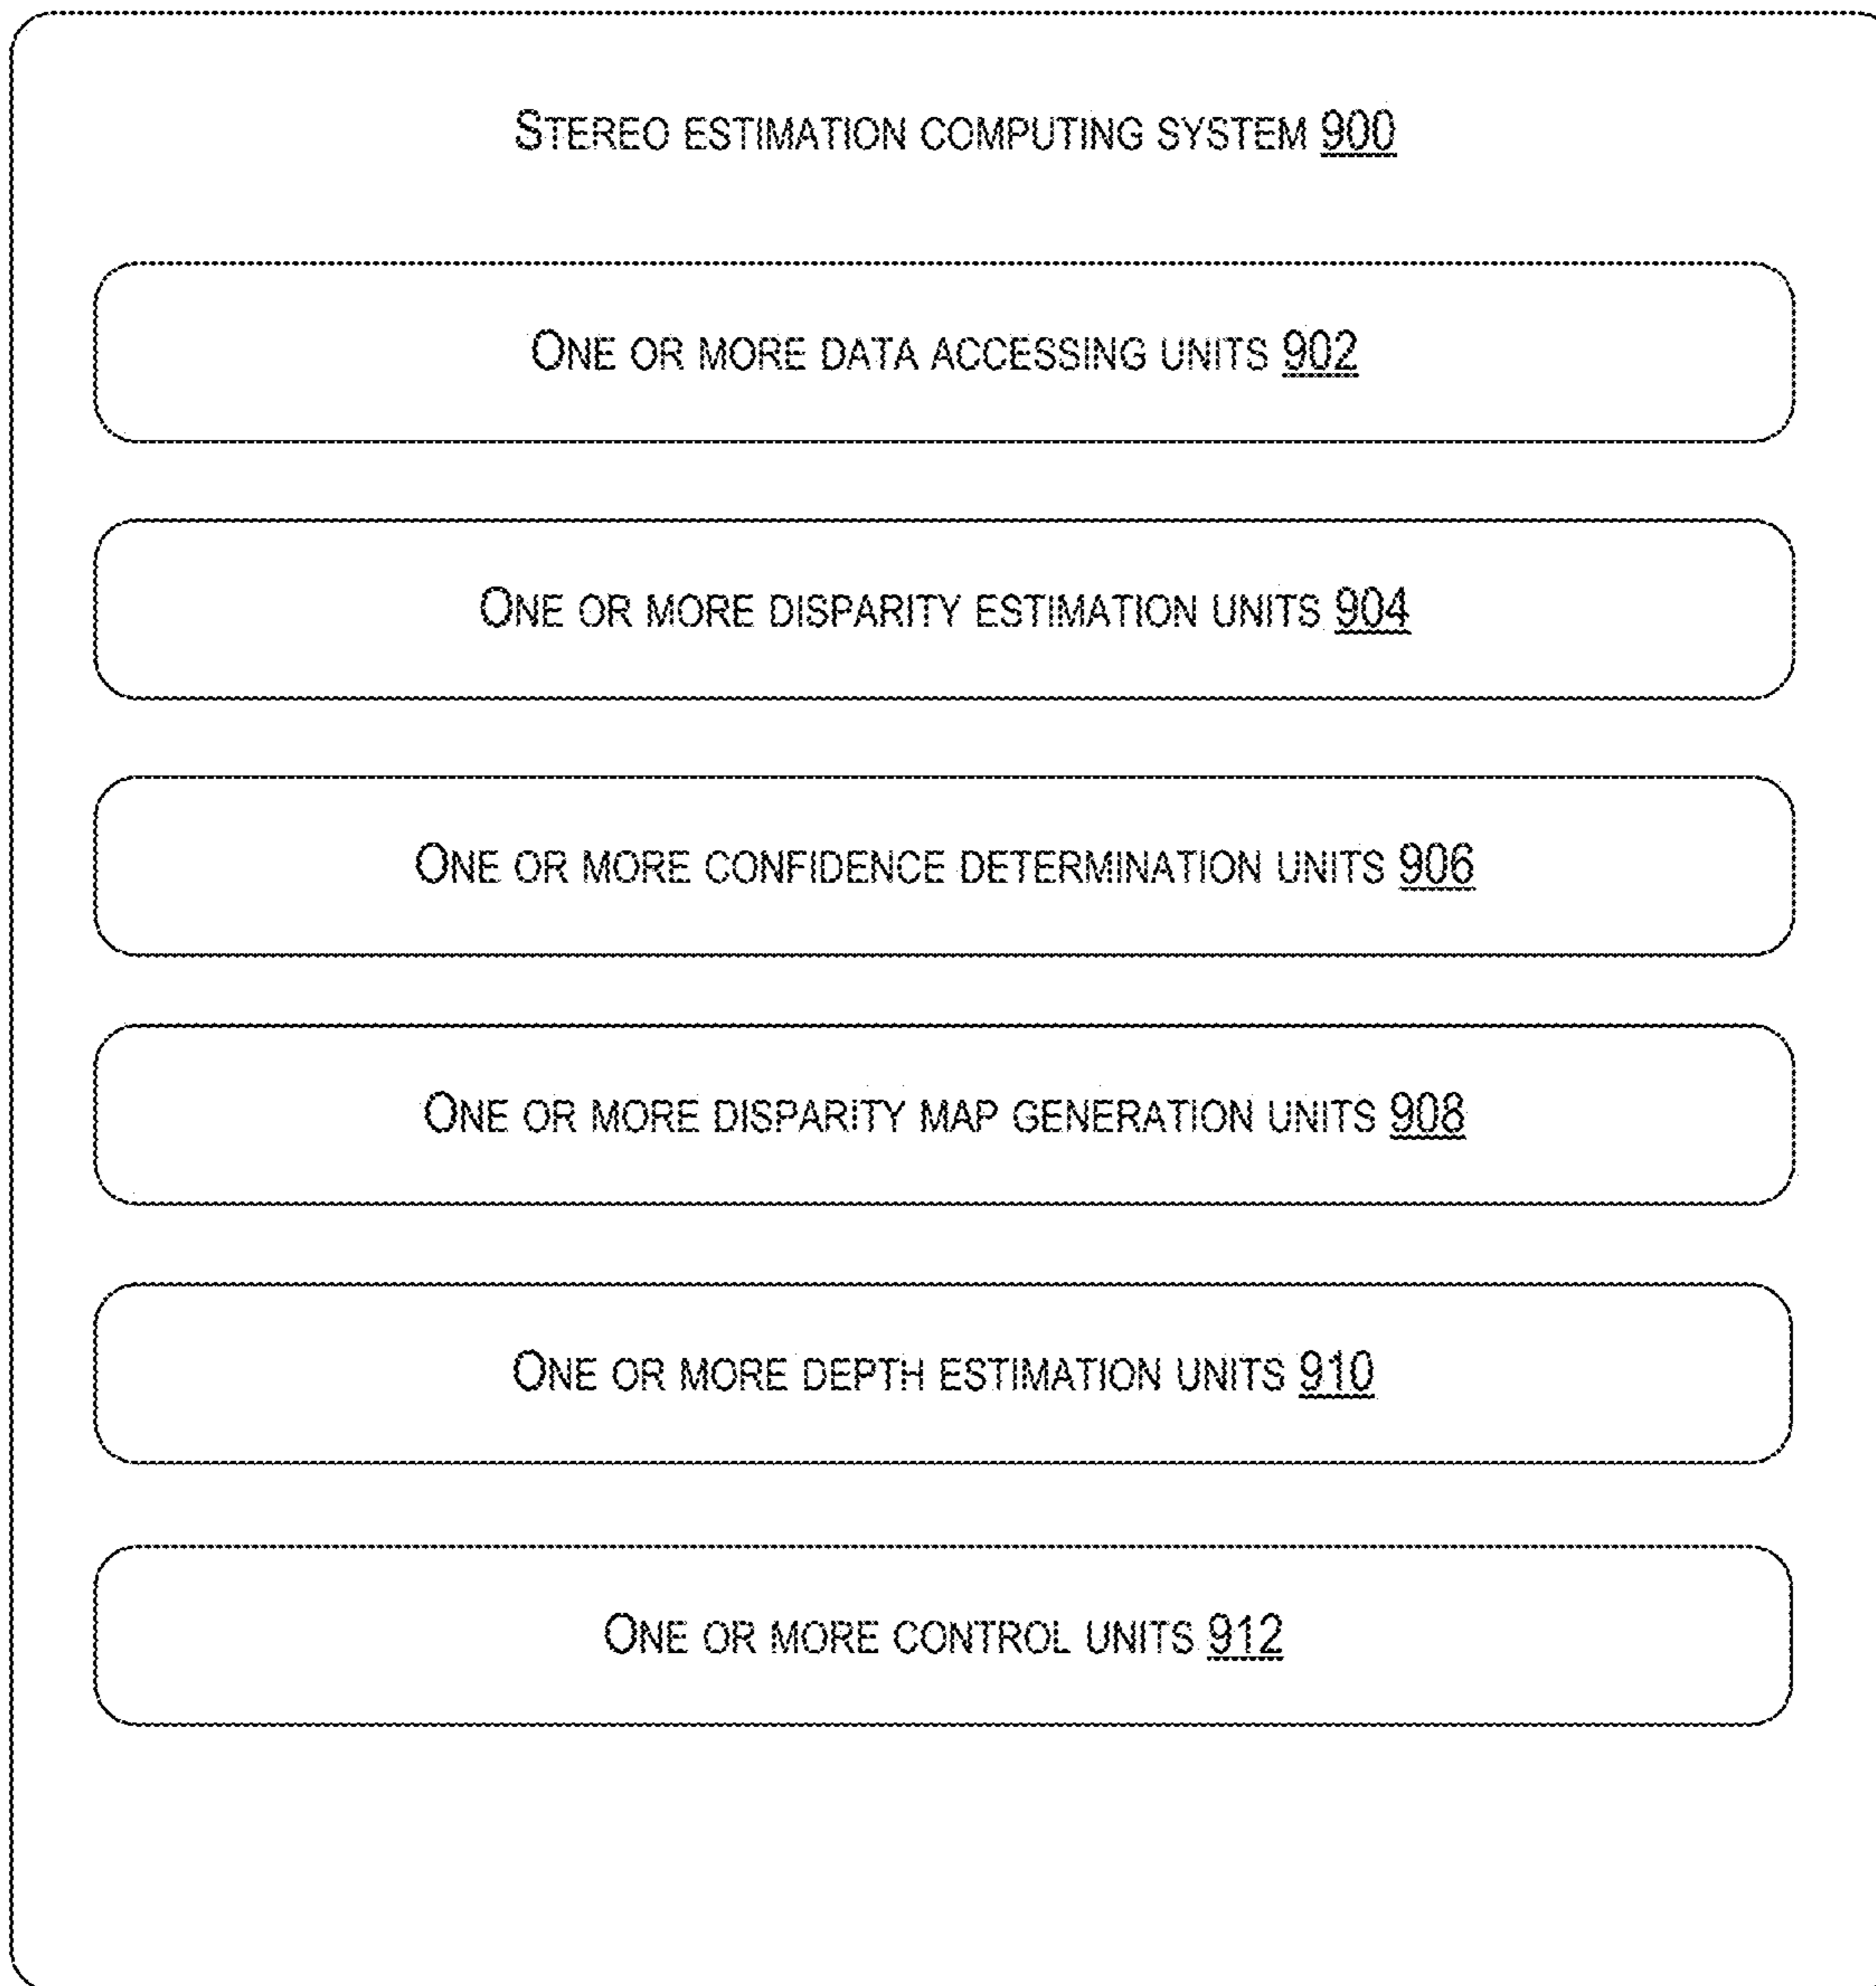 STEREO ESTIMATION COMPUTING SYSTEM 900
ONE OR MORE DATA ACCESSING UNITS 902
ONE OR MORE DISPARITY ESTIMATION UNITS 904
ONE OR MORE CONFIDENCE DETERMINATION UNITS 906
ONE OR MORE DISPARITY MAP GENERATION UNITS 908
ONE OR MORE DEPTH ESTIMATION UNITS 910
ONE OR MORE CONTROL UNITS 912